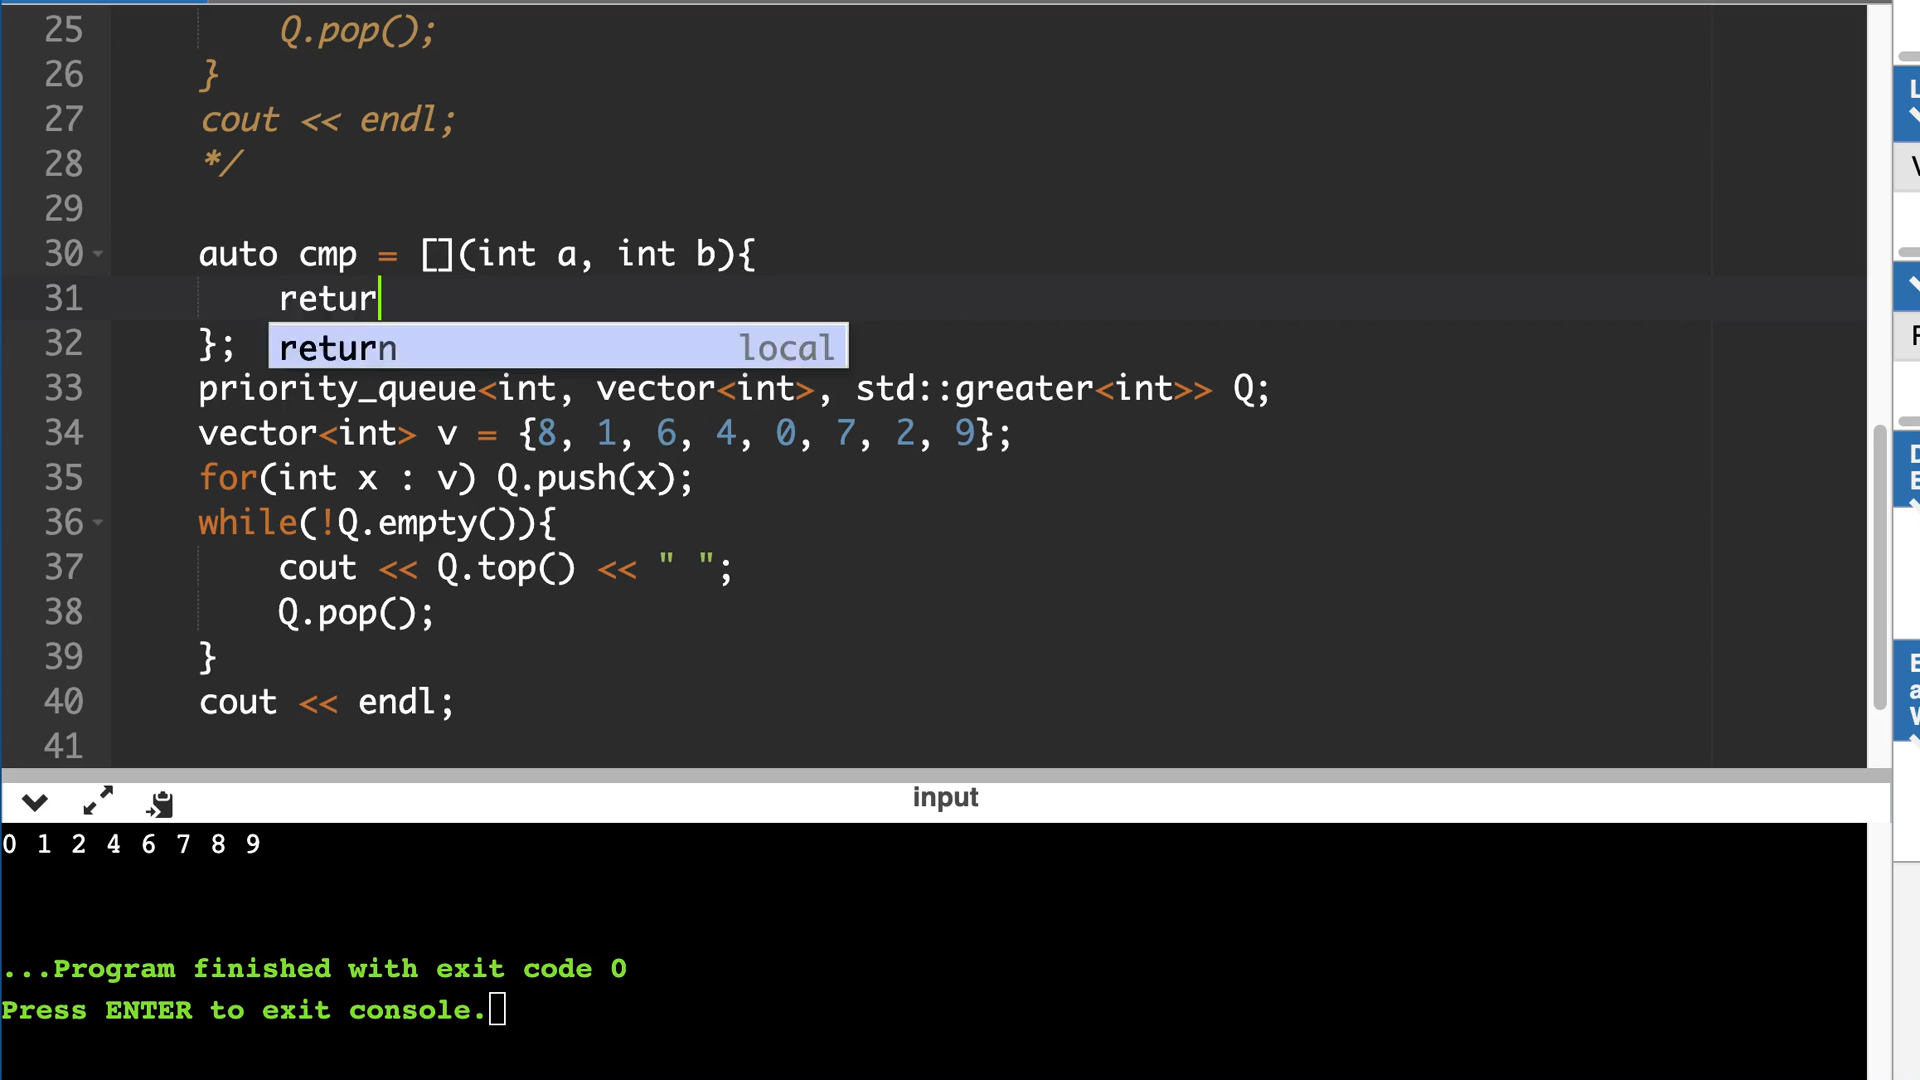 25 Q.pop();
26 }
27 cout << endl;
28 */
29
30 auto cmp = [](int a, int b){
31 retur
return local
32 };
33 priority_queue<int, vector<int>, std::greater<int>> Q;
34 vector<int> v = {8, 1, 6, 4, 0, 7, 2, 9};
35 for(int x : v) Q.push(x);
36 while(!Q.empty()){
37 cout << Q.top() << " ";
38 Q.pop();
39 }
40 cout << endl;
41
input
0 1 2 4 6 7 8 9
...Program finished with exit code 0
Press ENTER to exit console.